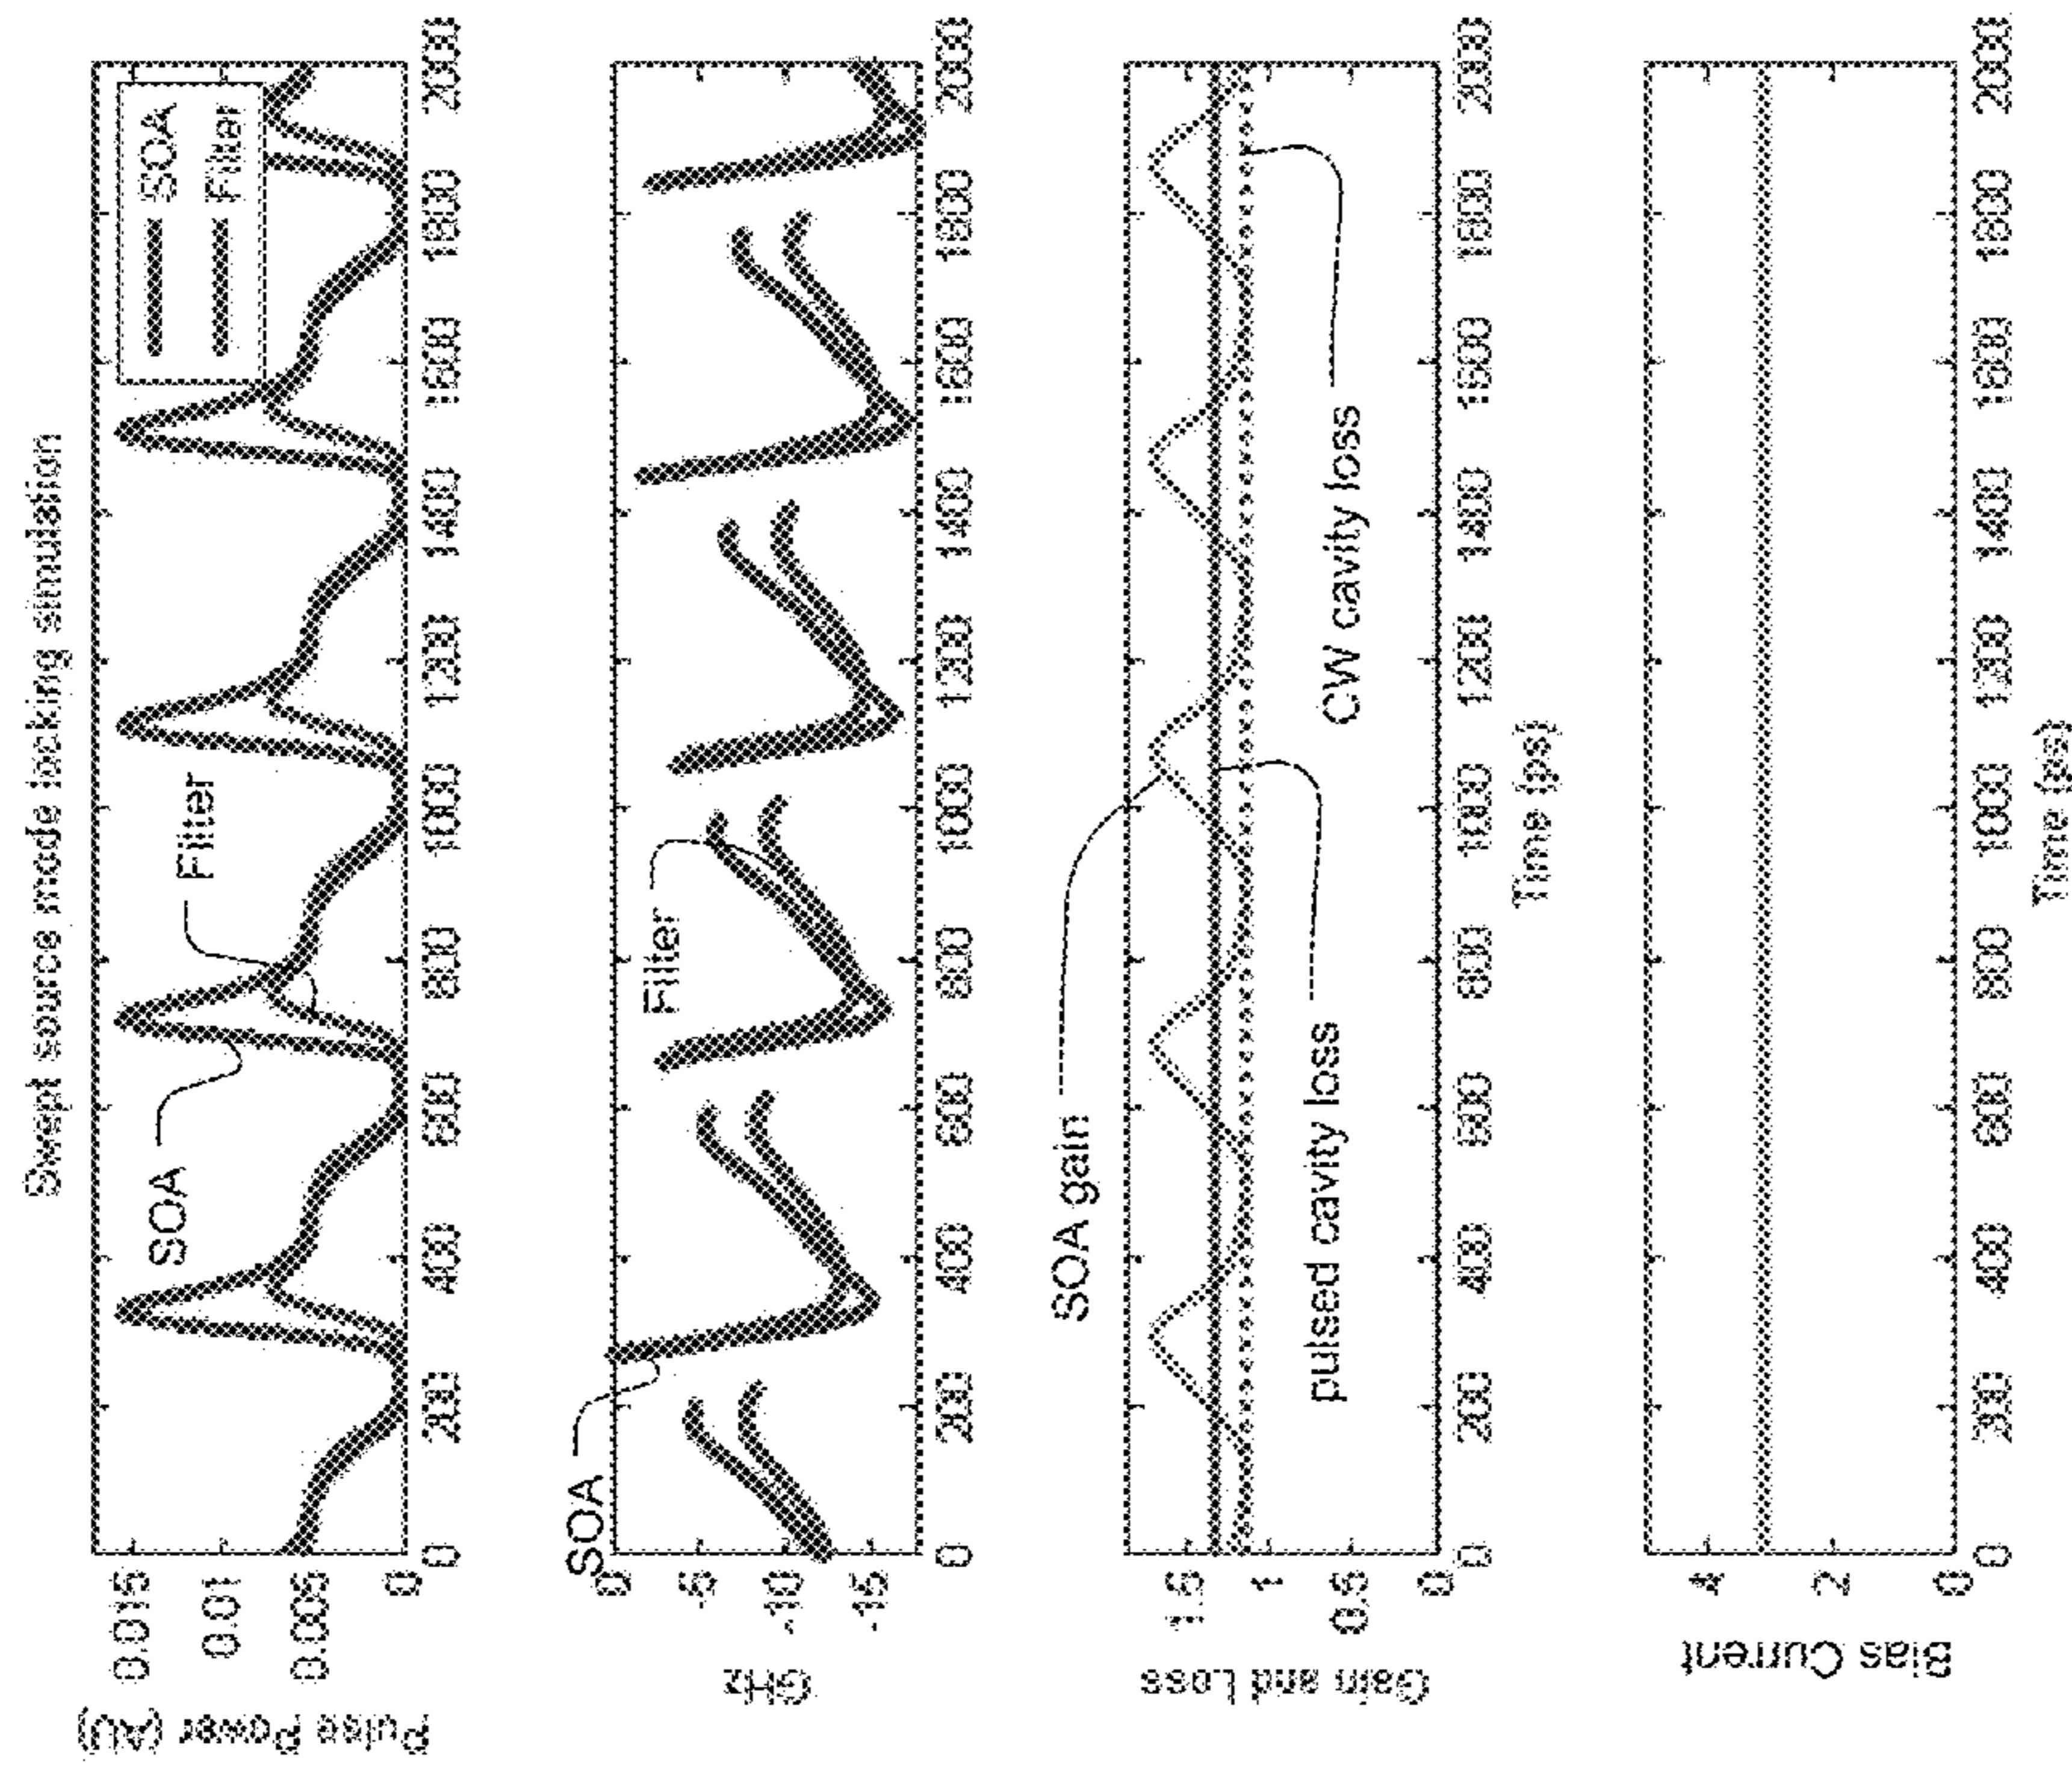 Swept source mode locking simulation
Pulse Power (AU)
0.015
0.01
0.005
0
SOA
Filter
SOA
Filter
0 200 400 600 800 1000 1200 1400 1600 1800 2000
GHz
0
-5
-10
-15
SOA
Filter
0 200 400 600 800 1000 1200 1400 1600 1800 2000
Gain and Loss
1.5
1
0.5
0
SOA gain
pulsed cavity loss
CW cavity loss
0 200 400 600 800 1000 1200 1400 1600 1800 2000
Time (ps)
Bias Current
4
2
0
0 200 400 600 800 1000 1200 1400 1600 1800 2000
Time (ps)